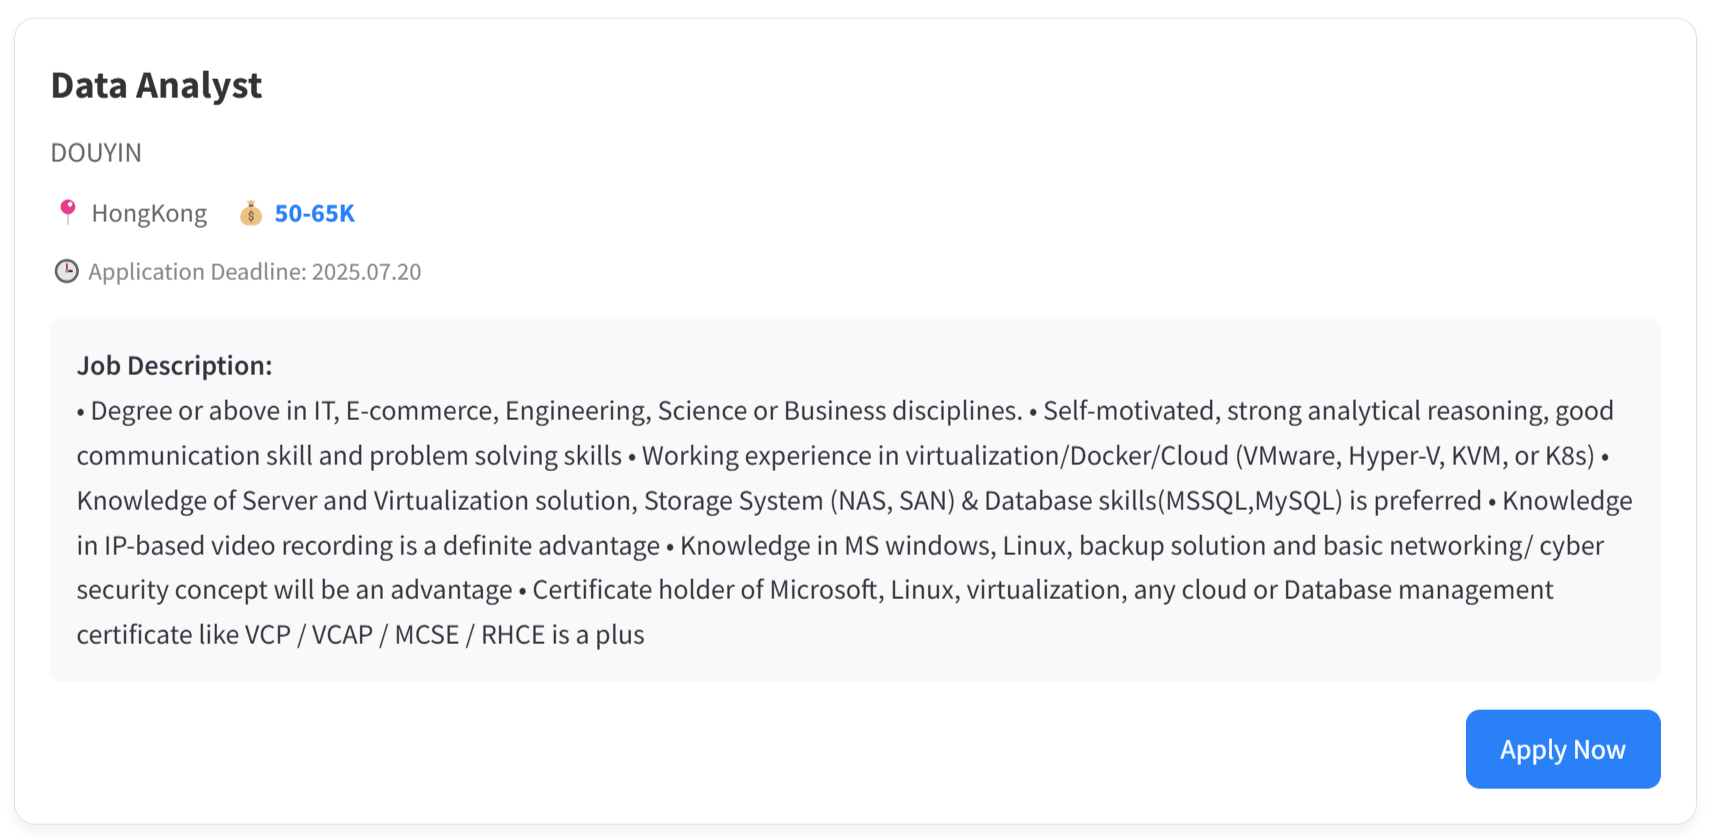 Data Analyst
DOUYIN
HongKong 50-65K
Application Deadline: 2025.07.20
Job Description:
• Degree or above in IT, E-commerce, Engineering, Science or Business disciplines. • Self-motivated, strong analytical reasoning, good
communication skill and problem solving skills • Working experience in virtualization/Docker/Cloud (VMware, Hyper-V, KVM, or K8s) •
Knowledge of Server and Virtualization solution, Storage System (NAS, SAN) & Database skills(MSSQL,MySQL) is preferred • Knowledge
in IP-based video recording is a definite advantage • Knowledge in MS windows, Linux, backup solution and basic networking/ cyber
security concept will be an advantage • Certificate holder of Microsoft, Linux, virtualization, any cloud or Database management
certificate like VCP / VCAP / MCSE / RHCE is a plus
Apply Now